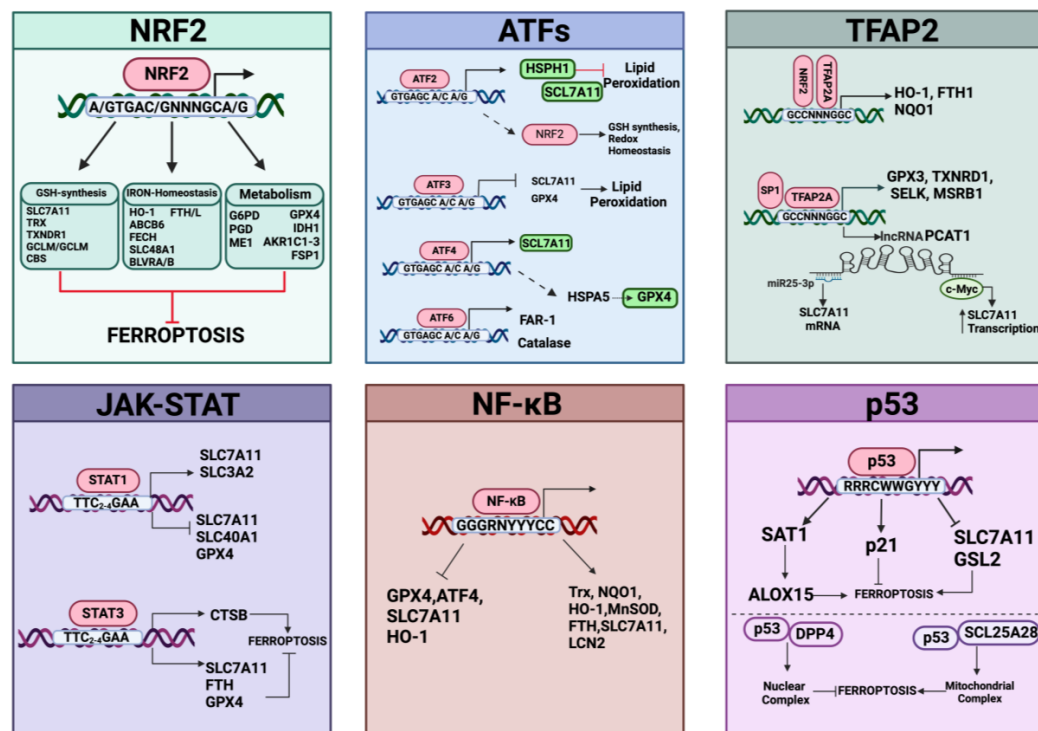 NRF2
NRF2
A/GTGAC/GNNNGCA/G
GSH-synthesis
SLC7A11
TRX
TXNDR1
GCLM/GCLM
CBS
IRON-Homeostasis
HO-1 FTH/L
ABCB6
FECH
SLC48A1
BLVRA/B
Metabolism
G6PD GPX4
PGD IDH1
ME1 AKR1C1-3
FSP1
FERROPTOSIS
ATFs
ATF2
GTGAGC A/C A/G
HSPH1
SCL7A11
Lipid
Peroxidation
NRF2
GSH synthesis,
Redox
Homeostasis
ATF3
GTGAGC A/C A/G
SCL7A11
GPX4
Lipid
Peroxidation
ATF4
GTGAGC A/C A/G
SCL7A11
HSPA5
GPX4
ATF6
GTGAGC A/C A/G
FAR-1
Catalase
TFAP2
NRF2
TFAP2A
GCCNNNGGC
HO-1, FTH1
NQO1
SP1
TFAP2A
GCCNNNGGC
GPX3, TXNRD1,
SELK, MSRB1
lncRNA PCAT1
miR25-3p
c-Myc
SLC7A11
mRNA
SLC7A11
Transcription
JAK-STAT
STAT1
TTC2-4GAA
SLC7A11
SLC3A2
SLC7A11
SLC40A1
GPX4
STAT3
TTC2-4GAA
CTSB
FERROPTOSIS
SLC7A11
FTH
GPX4
NF-κB
NF-κB
GGGRNYYYCC
GPX4,ATF4,
SLC7A11
HO-1
Trx, NQO1,
HO-1,MnSOD,
FTH,SLC7A11,
LCN2
p53
p53
RRRCWWGYYY
SAT1
p21
SLC7A11
GSL2
ALOX15
FERROPTOSIS
p53
DPP4
p53
SCL25A28
Nuclear
Complex
FERROPTOSIS
Mitochondrial
Complex